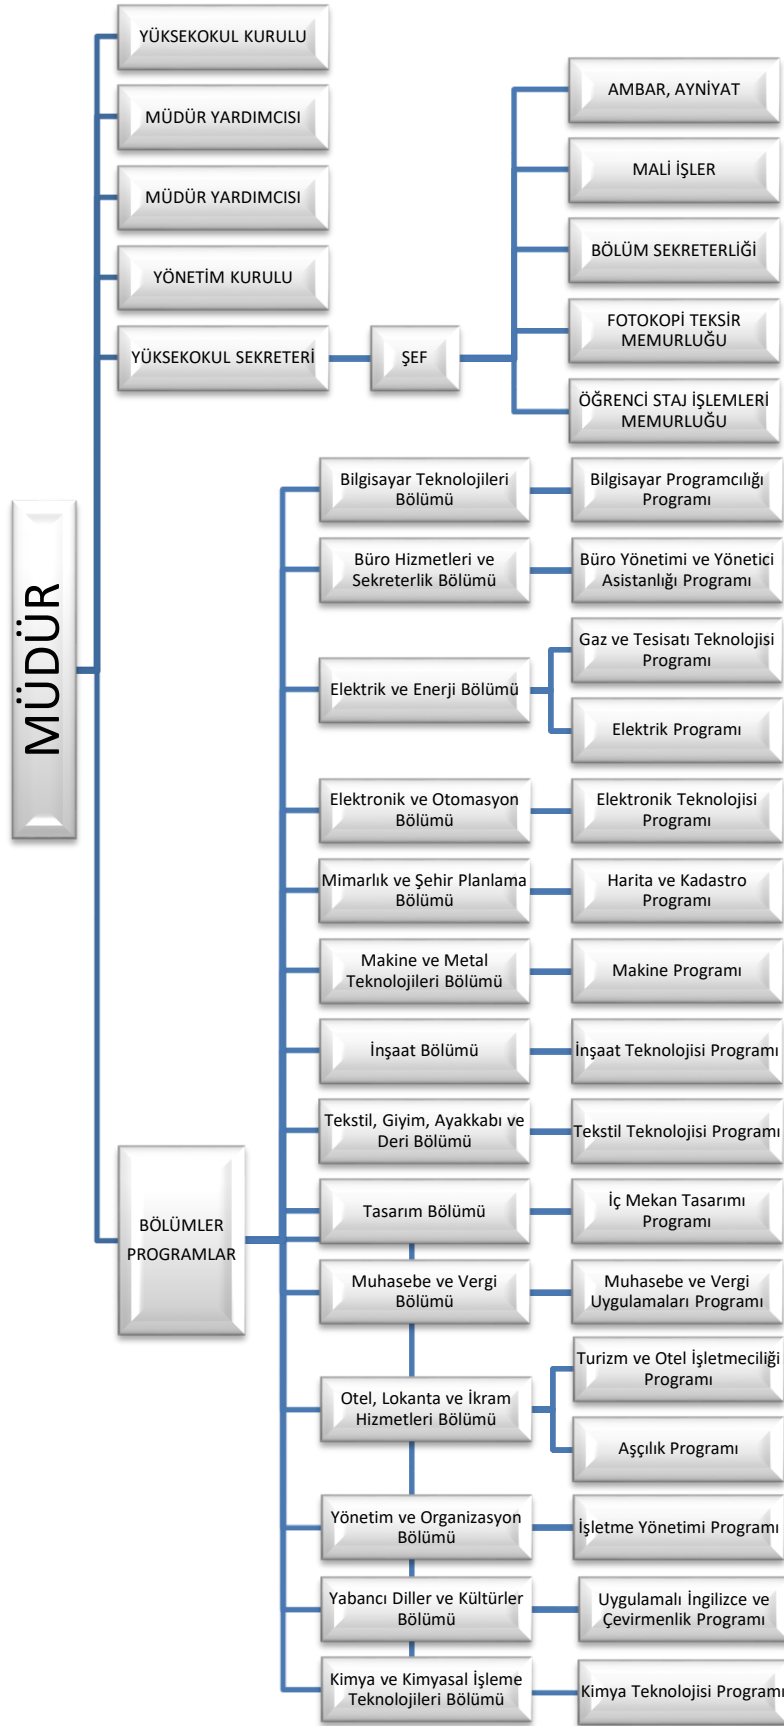 YÜKSEKOKUL KURULU
MÜDÜR YARDIMCISI
MÜDÜR YARDIMCISI
YÖNETİM KURULU
YÜKSEKOKUL SEKRETERİ
ŞEF
AMBAR, AYNİYAT
MALİ İŞLER
BÖLÜM SEKRETERLİĞİ
FOTOKOPİ TEKSİR
MEMURLUĞU
ÖĞRENCİ STAJ İŞLEMLERİ
MEMURLUĞU
MÜDÜR
BÖLÜMLER
PROGRAMLAR
Bilgisayar Teknolojileri
Bölümü
Bilgisayar Programcılığı
Programı
Büro Hizmetleri ve
Sekreterlik Bölümü
Büro Yönetimi ve Yönetici
Asistanlığı Programı
Elektrik ve Enerji Bölümü
Gaz ve Tesisatı Teknolojisi
Programı
Elektrik Programı
Elektronik ve Otomasyon
Bölümü
Elektronik Teknolojisi
Programı
Mimarlık ve Şehir Planlama
Bölümü
Harita ve Kadastro
Programı
Makine ve Metal
Teknolojileri Bölümü
Makine Programı
İnşaat Bölümü
İnşaat Teknolojisi Programı
Tekstil, Giyim, Ayakkabı ve
Deri Bölümü
Tekstil Teknolojisi Programı
Tasarım Bölümü
İç Mekan Tasarımı
Programı
Muhasebe ve Vergi
Bölümü
Muhasebe ve Vergi
Uygulamaları Programı
Otel, Lokanta ve İkram
Hizmetleri Bölümü
Turizm ve Otel İşletmeciliği
Programı
Aşçılık Programı
Yönetim ve Organizasyon
Bölümü
İşletme Yönetimi Programı
Yabancı Diller ve Kültürler
Bölümü
Uygulamalı İngilizce ve
Çevirmenlik Programı
Kimya ve Kimyasal İşleme
Teknolojileri Bölümü
Kimya Teknolojisi Programı